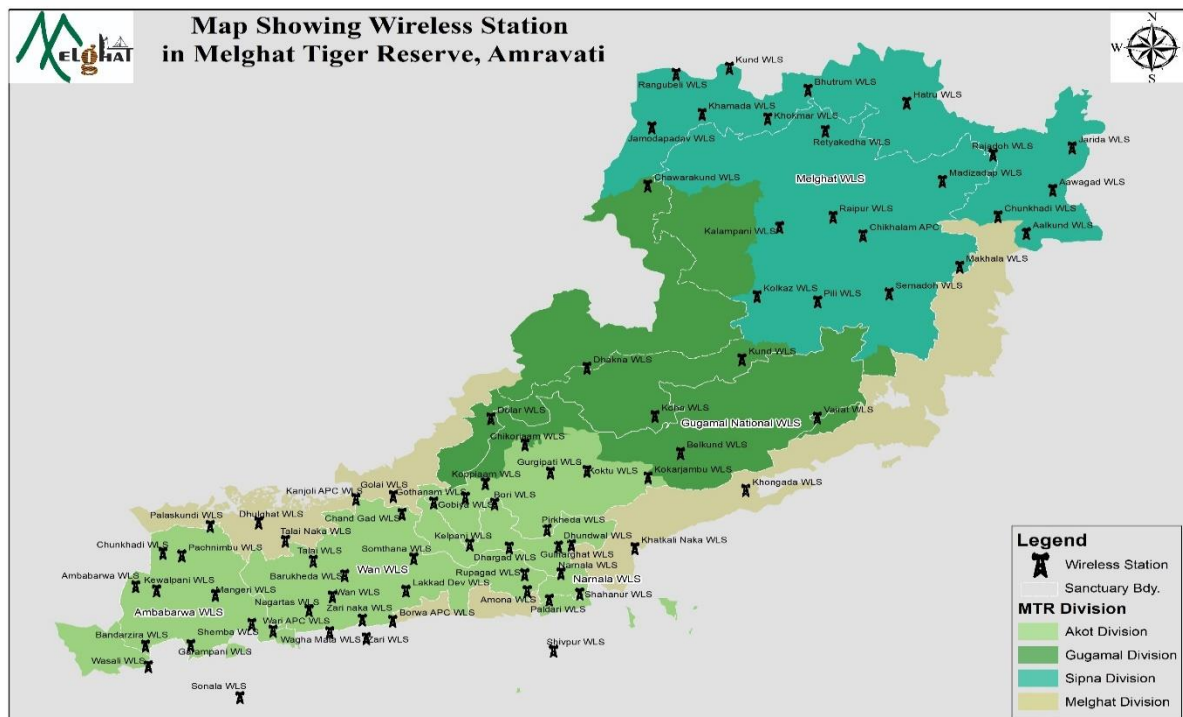 MELGHAT
Map Showing Wireless Station
in Melghat Tiger Reserve, Amravati
N
W
E
S
Kund WLS
Rangubeli WLS
Bhutrum WLS
Hatru WLS
Khamada WLS
Khokmar WLS
Jamodapadav WLS
Retyakedha WLS
Jarida WLS
Rajadoh WLS
Chawarakund WLS
Melghat WLS
Madizadap WLS
Aawagad WLS
Raipur WLS
Chunkhadi WLS
Kalampani WLS
Chikhalam APC
Aalkund WLS
Makhala WLS
Kolkaz WLS
Pili WLS
Semadoh WLS
Dhakna WLS
Kund WLS
Dolar WLS
Koha WLS
Vairat WLS
Gugamal National WLS
Chikonaam WLS
Belkund WLS
Gurgipati WLS
Koktu WLS
Kokarjambu WLS
Koppjaam WLS
Khongada WLS
Golai WLS
Kanjoli APC WLS
Gothanam WLS
Bori WLS
Gobiya WLS
Palaskundi WLS
Dhulghat WLS
Chand Gad WLS
Pirkheda WLS
Talai Naka WLS
Kelpani WLS
Dhundwal WLS
Khatkali Naka WLS
Chunkhadi WLS
Pachnimbu WLS
Talai WLS
Somthana WLS
Dhargad WLS
Gullarghat WLS
Wan WLS
Narnala WLS
Ambabarwa WLS
Kewalpani WLS
Barukheda WLS
Rupagad WLS
Narnala WLS
Mangeri WLS
Wan WLS
Lakkad Dev WLS
Amona WLS
Shahanur WLS
Paldari WLS
Ambabarwa WLS
Nagartas WLS
Zari naka WLS
Borwa APC WLS
Shemba WLS
Wari APC WLS
Bandarzira WLS
Wagha Mata WLS
Zari WLS
Garampani WLS
Shivpur WLS
Wasali WLS
Sonala WLS
Legend
Wireless Station
Sanctuary Bdy.
MTR Division
Akot Division
Gugamal Division
Sipna Division
Melghat Division